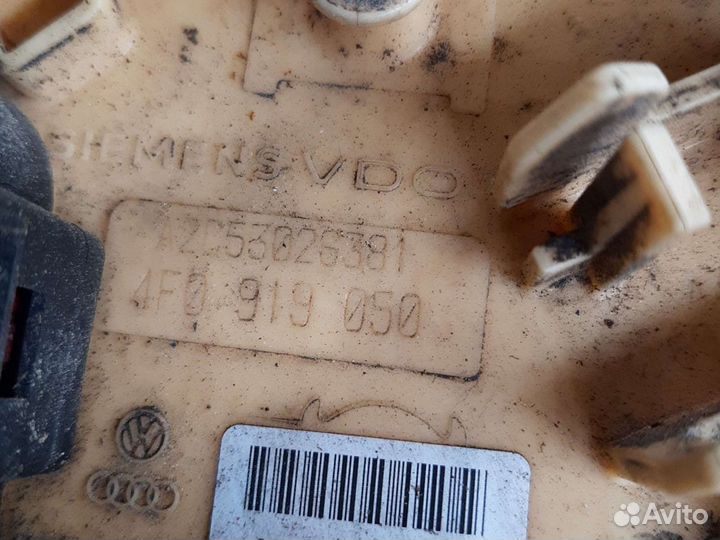 SIEMENS VDO
A2C53026381
4F0 919 050
Avito